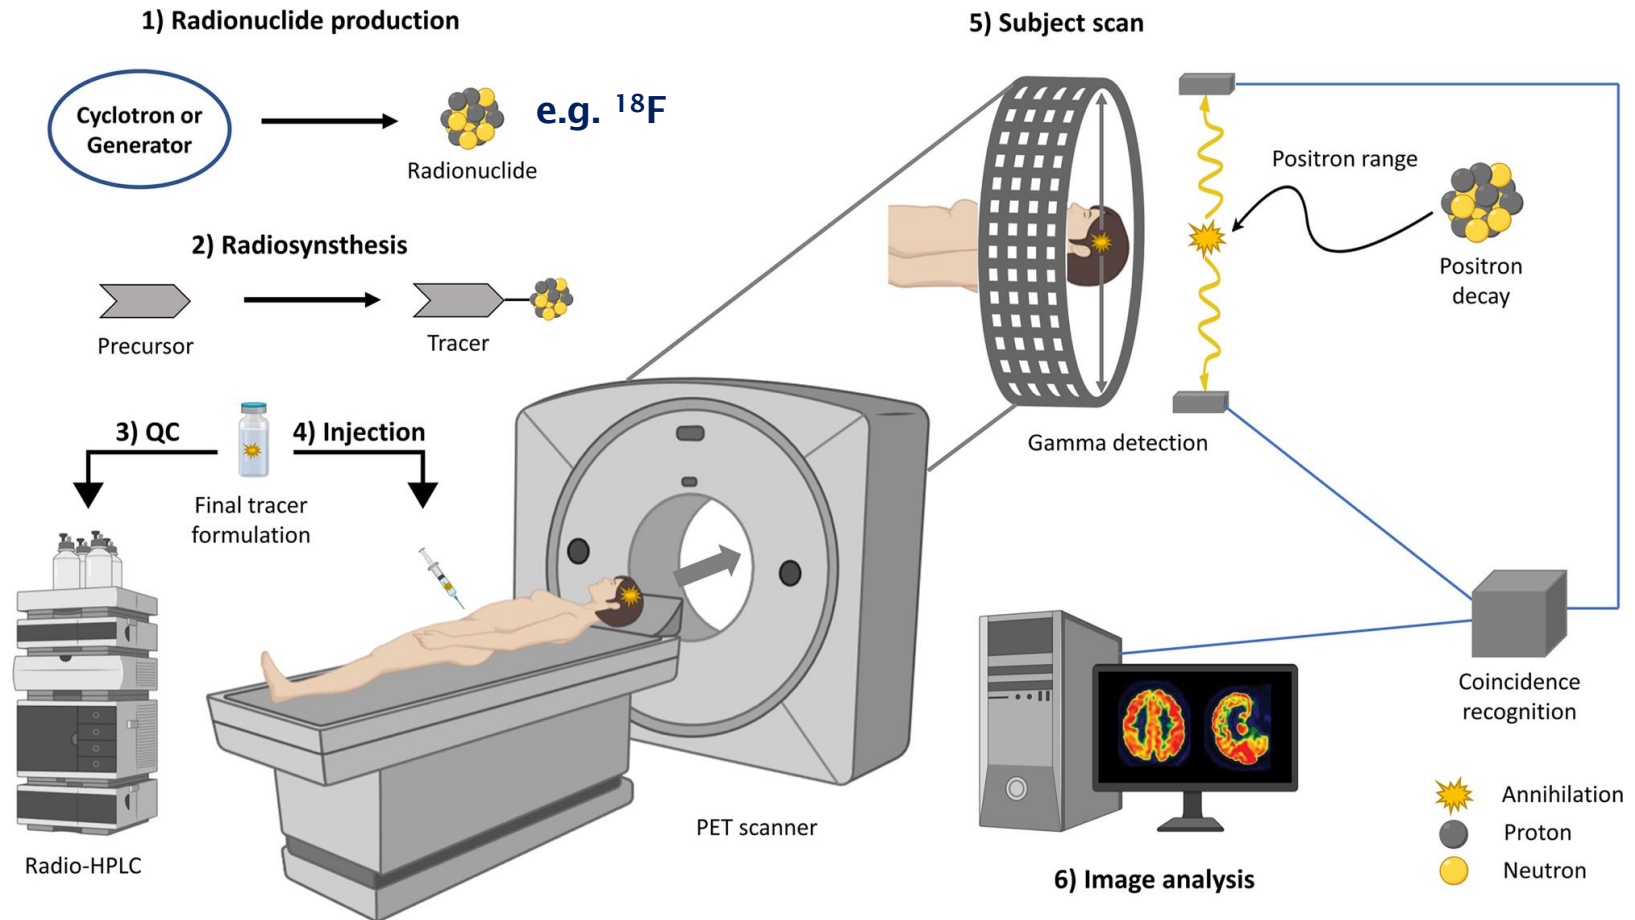 1) Radionuclide production
Cyclotron or
Generator
e.g. ¹⁸F
Radionuclide
2) Radiosynsthesis
Precursor
Tracer
3) QC
4) Injection
Final tracer
formulation
Radio-HPLC
PET scanner
5) Subject scan
Positron range
Positron
decay
Gamma detection
Coincidence
recognition
6) Image analysis
Annihilation
Proton
Neutron